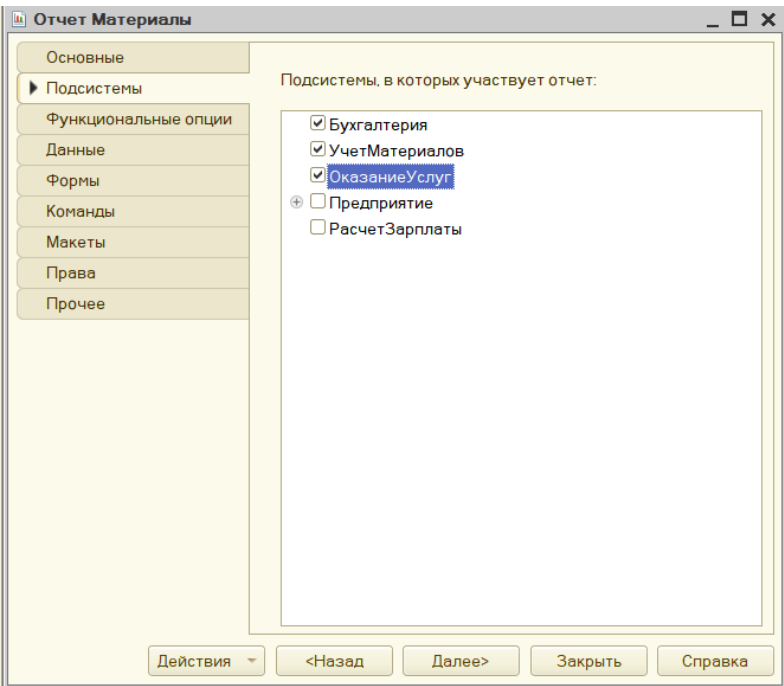 Отчет Материалы
Основные
Подсистемы
Функциональные опции
Данные
Формы
Команды
Макеты
Права
Прочее
Подсистемы, в которых участвует отчет:
Бухгалтерия
УчетМатериалов
ОказаниеУслуг
Предприятие
РасчетЗарплаты
Действия <Назад Далее> Закрыть Справка